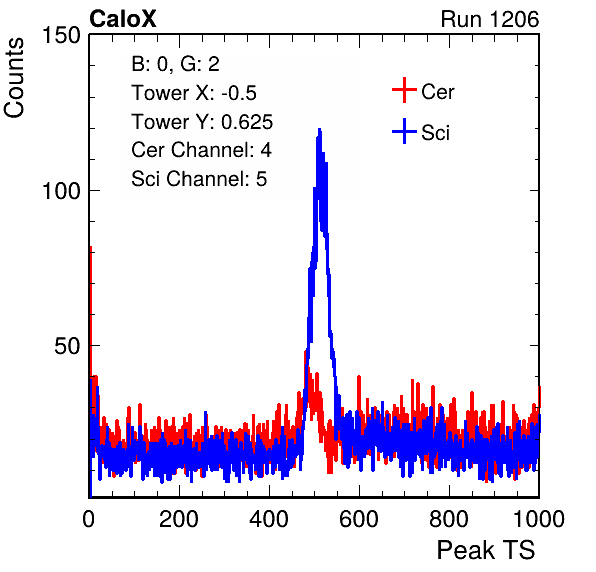 CaloX Run 1206
Counts
150
100
50
B: 0, G: 2
Tower X: -0.5
Tower Y: 0.625
Cer Channel: 4
Sci Channel: 5
Cer
Sci
0 200 400 600 800 1000
Peak TS